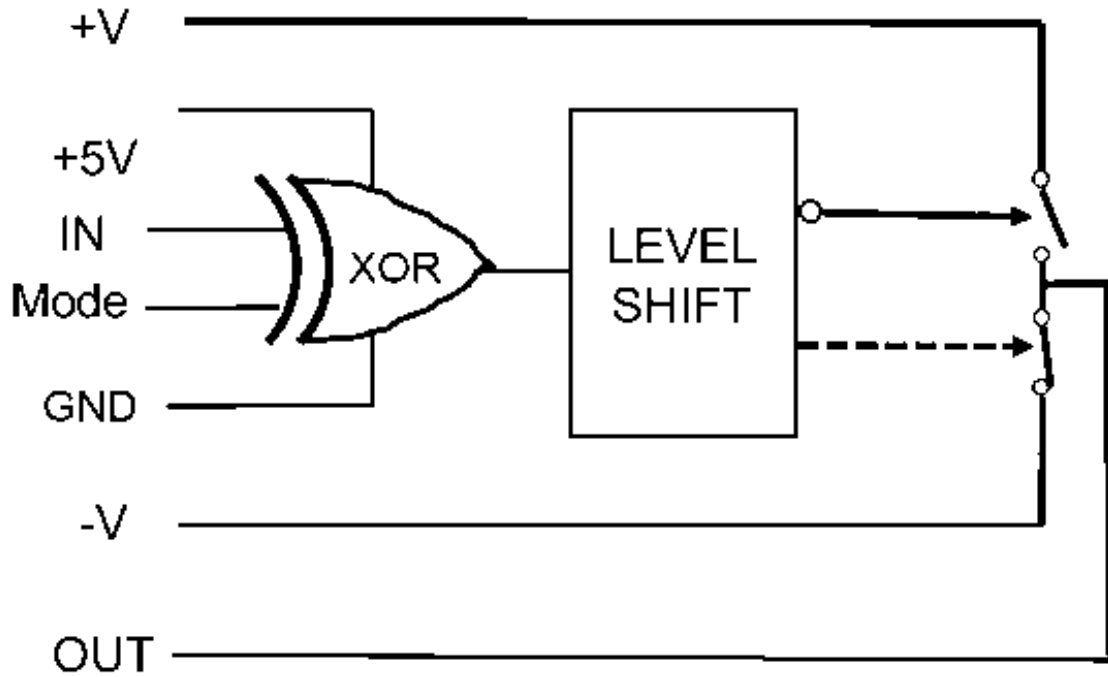 +V
+5V
IN
Mode
GND
-V
OUT
XOR
LEVEL
SHIFT